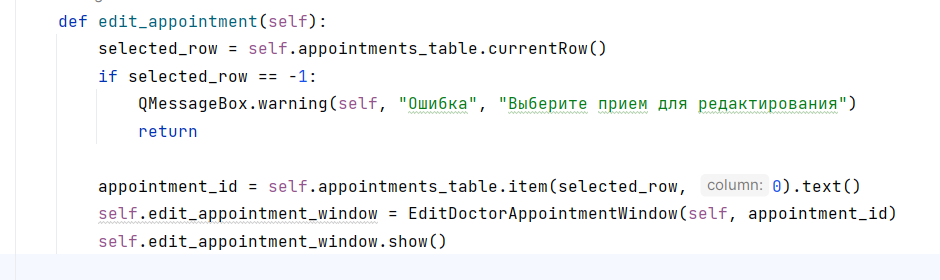 def edit_appointment(self):
selected_row = self.appointments_table.currentRow()
if selected_row == -1:
QMessageBox.warning(self, "Ошибка", "Выберите прием для редактирования")
return
appointment_id = self.appointments_table.item(selected_row, column: 0).text()
self.edit_appointment_window = EditDoctorAppointmentWindow(self, appointment_id)
self.edit_appointment_window.show()